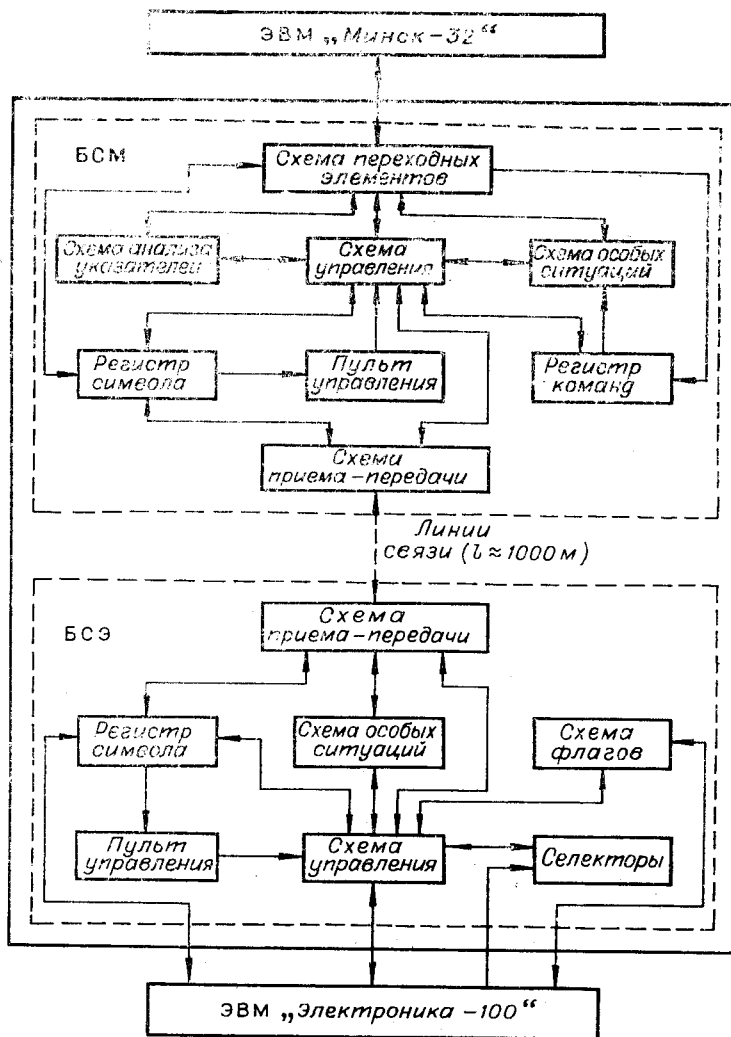 ЭВМ „Минск-32“
БСМ
Схема переходных
элементов
Схема анализа
указателей
Схема
управления
Схема особых
ситуаций
Регистр
символа
Пульт
управления
Регистр
команд
Схема
приема-передачи
Линии
связи (l ≈ 1000 м)
БСЭ
Схема
приема-передачи
Регистр
символа
Схема особых
ситуаций
Схема
флагов
Пульт
управления
Схема
управления
Селекторы
ЭВМ „Электроника -100“